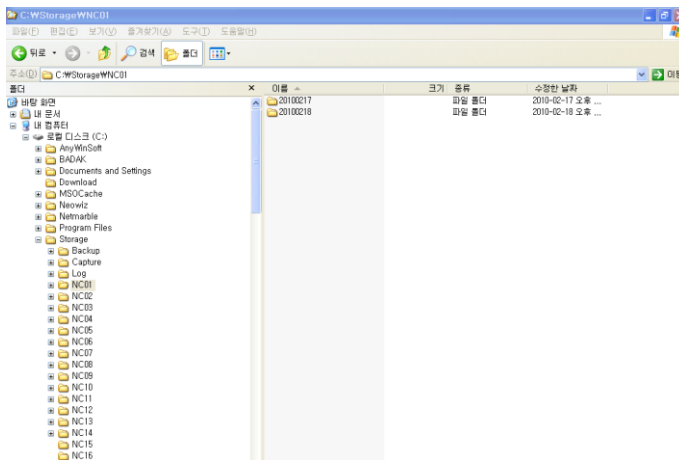 C:₩Storage₩NC01
파일(F) 편집(E) 보기(V) 즐겨찾기(A) 도구(T) 도움말(H)
뒤로 검색 폴더
주소(D) C:₩Storage₩NC01 이동
폴더 × 이름 크기 종류 수정한 날짜
바탕 화면
내 문서
내 컴퓨터
로컬 디스크 (C:)
AnyWinSoft
BADAK
Documents and Settings
Download
MSOCache
Neowiz
Netmarble
Program Files
Storage
Backup
Capture
Log
NC01
NC02
NC03
NC04
NC05
NC06
NC07
NC08
NC09
NC10
NC11
NC12
NC13
NC14
NC15
NC16
20100217 파일 폴더 2010-02-17 오후 ...
20100218 파일 폴더 2010-02-18 오후 ...